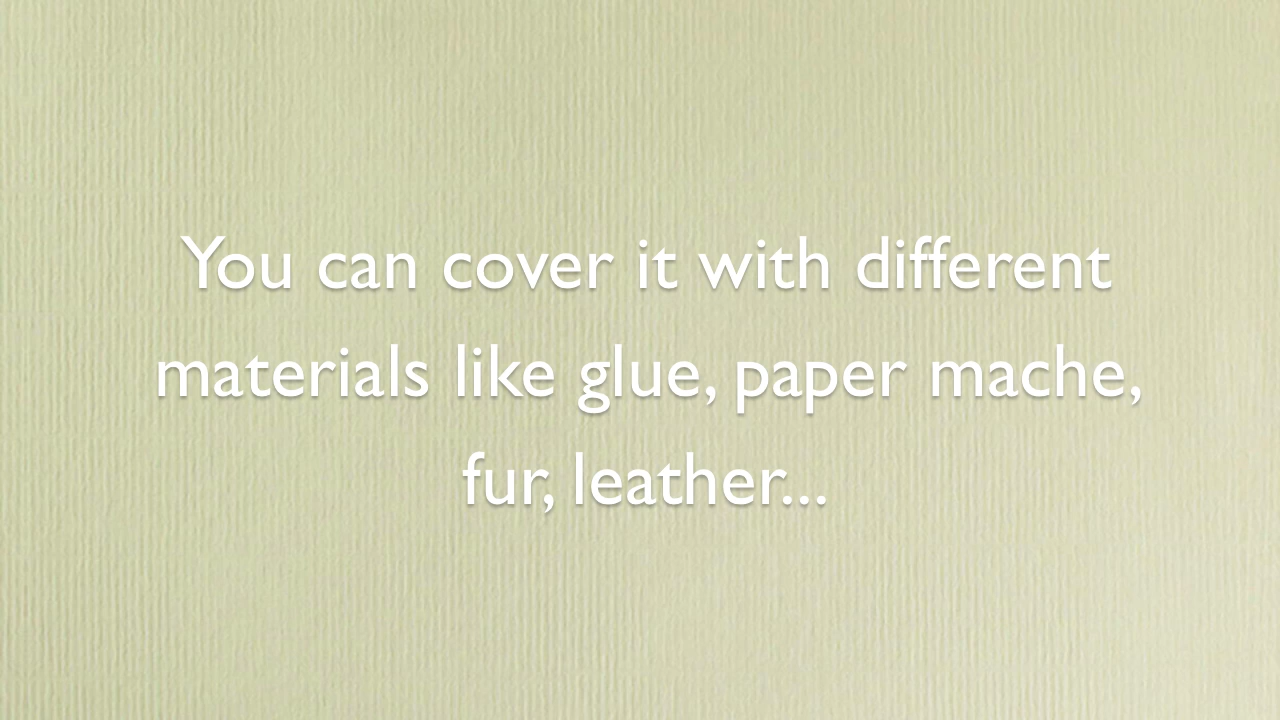 You can cover it with different
materials like glue, paper mache,
fur, leather...